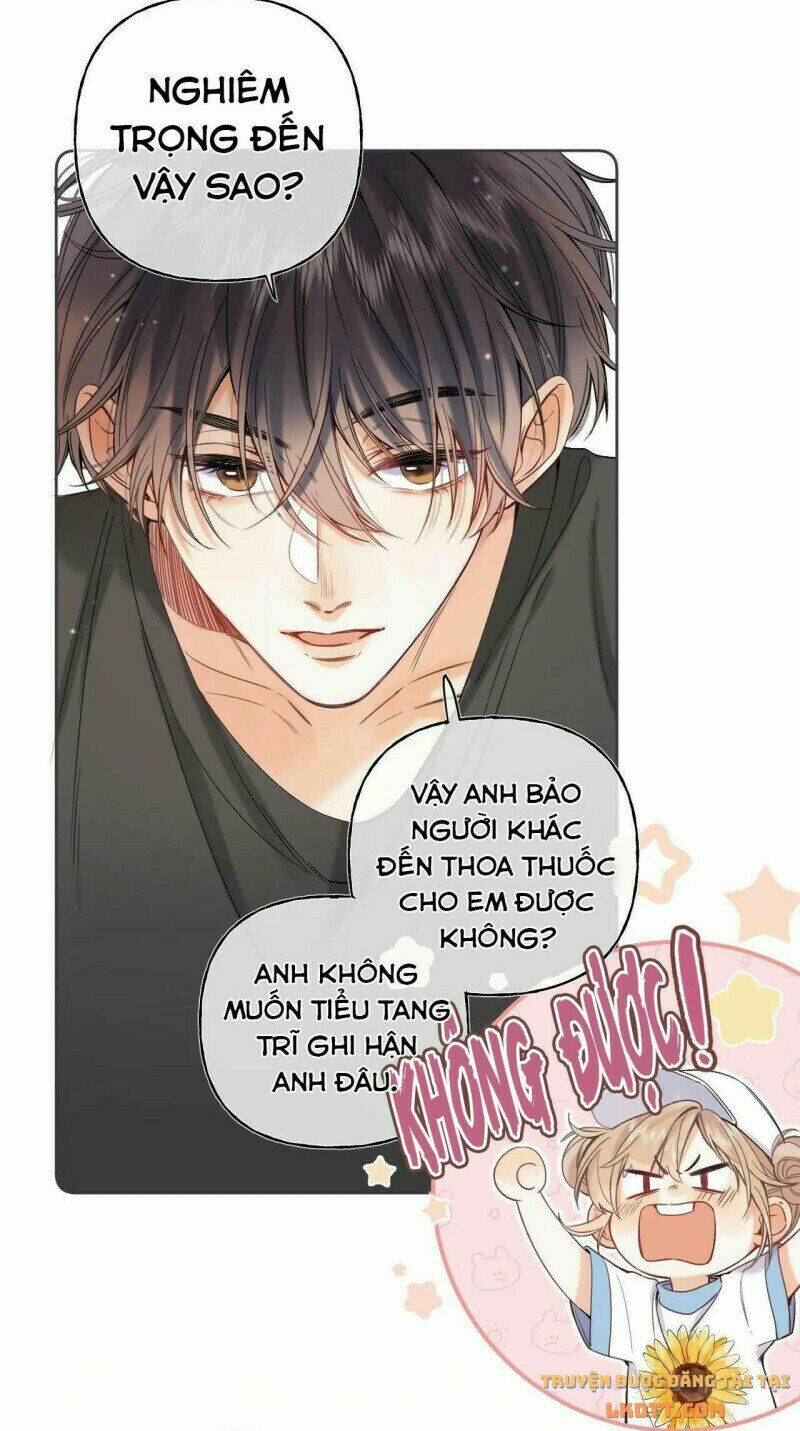 NGHIÊM
TRỌNG ĐẾN
VẬY SAO?
VẬY ANH BẢO
NGƯỜI KHÁC
ĐẾN THOA THUỐC
CHO EM ĐƯỢC
KHÔNG?
ANH KHÔNG
MUỐN TIỂU TANG
TRĨ GHI HẬN
ANH ĐÂU.
KHÔNG ĐƯỢC!
TRUYỆN ĐƯỢC ĐĂNG TẢI TẠI
LKDTT.COM